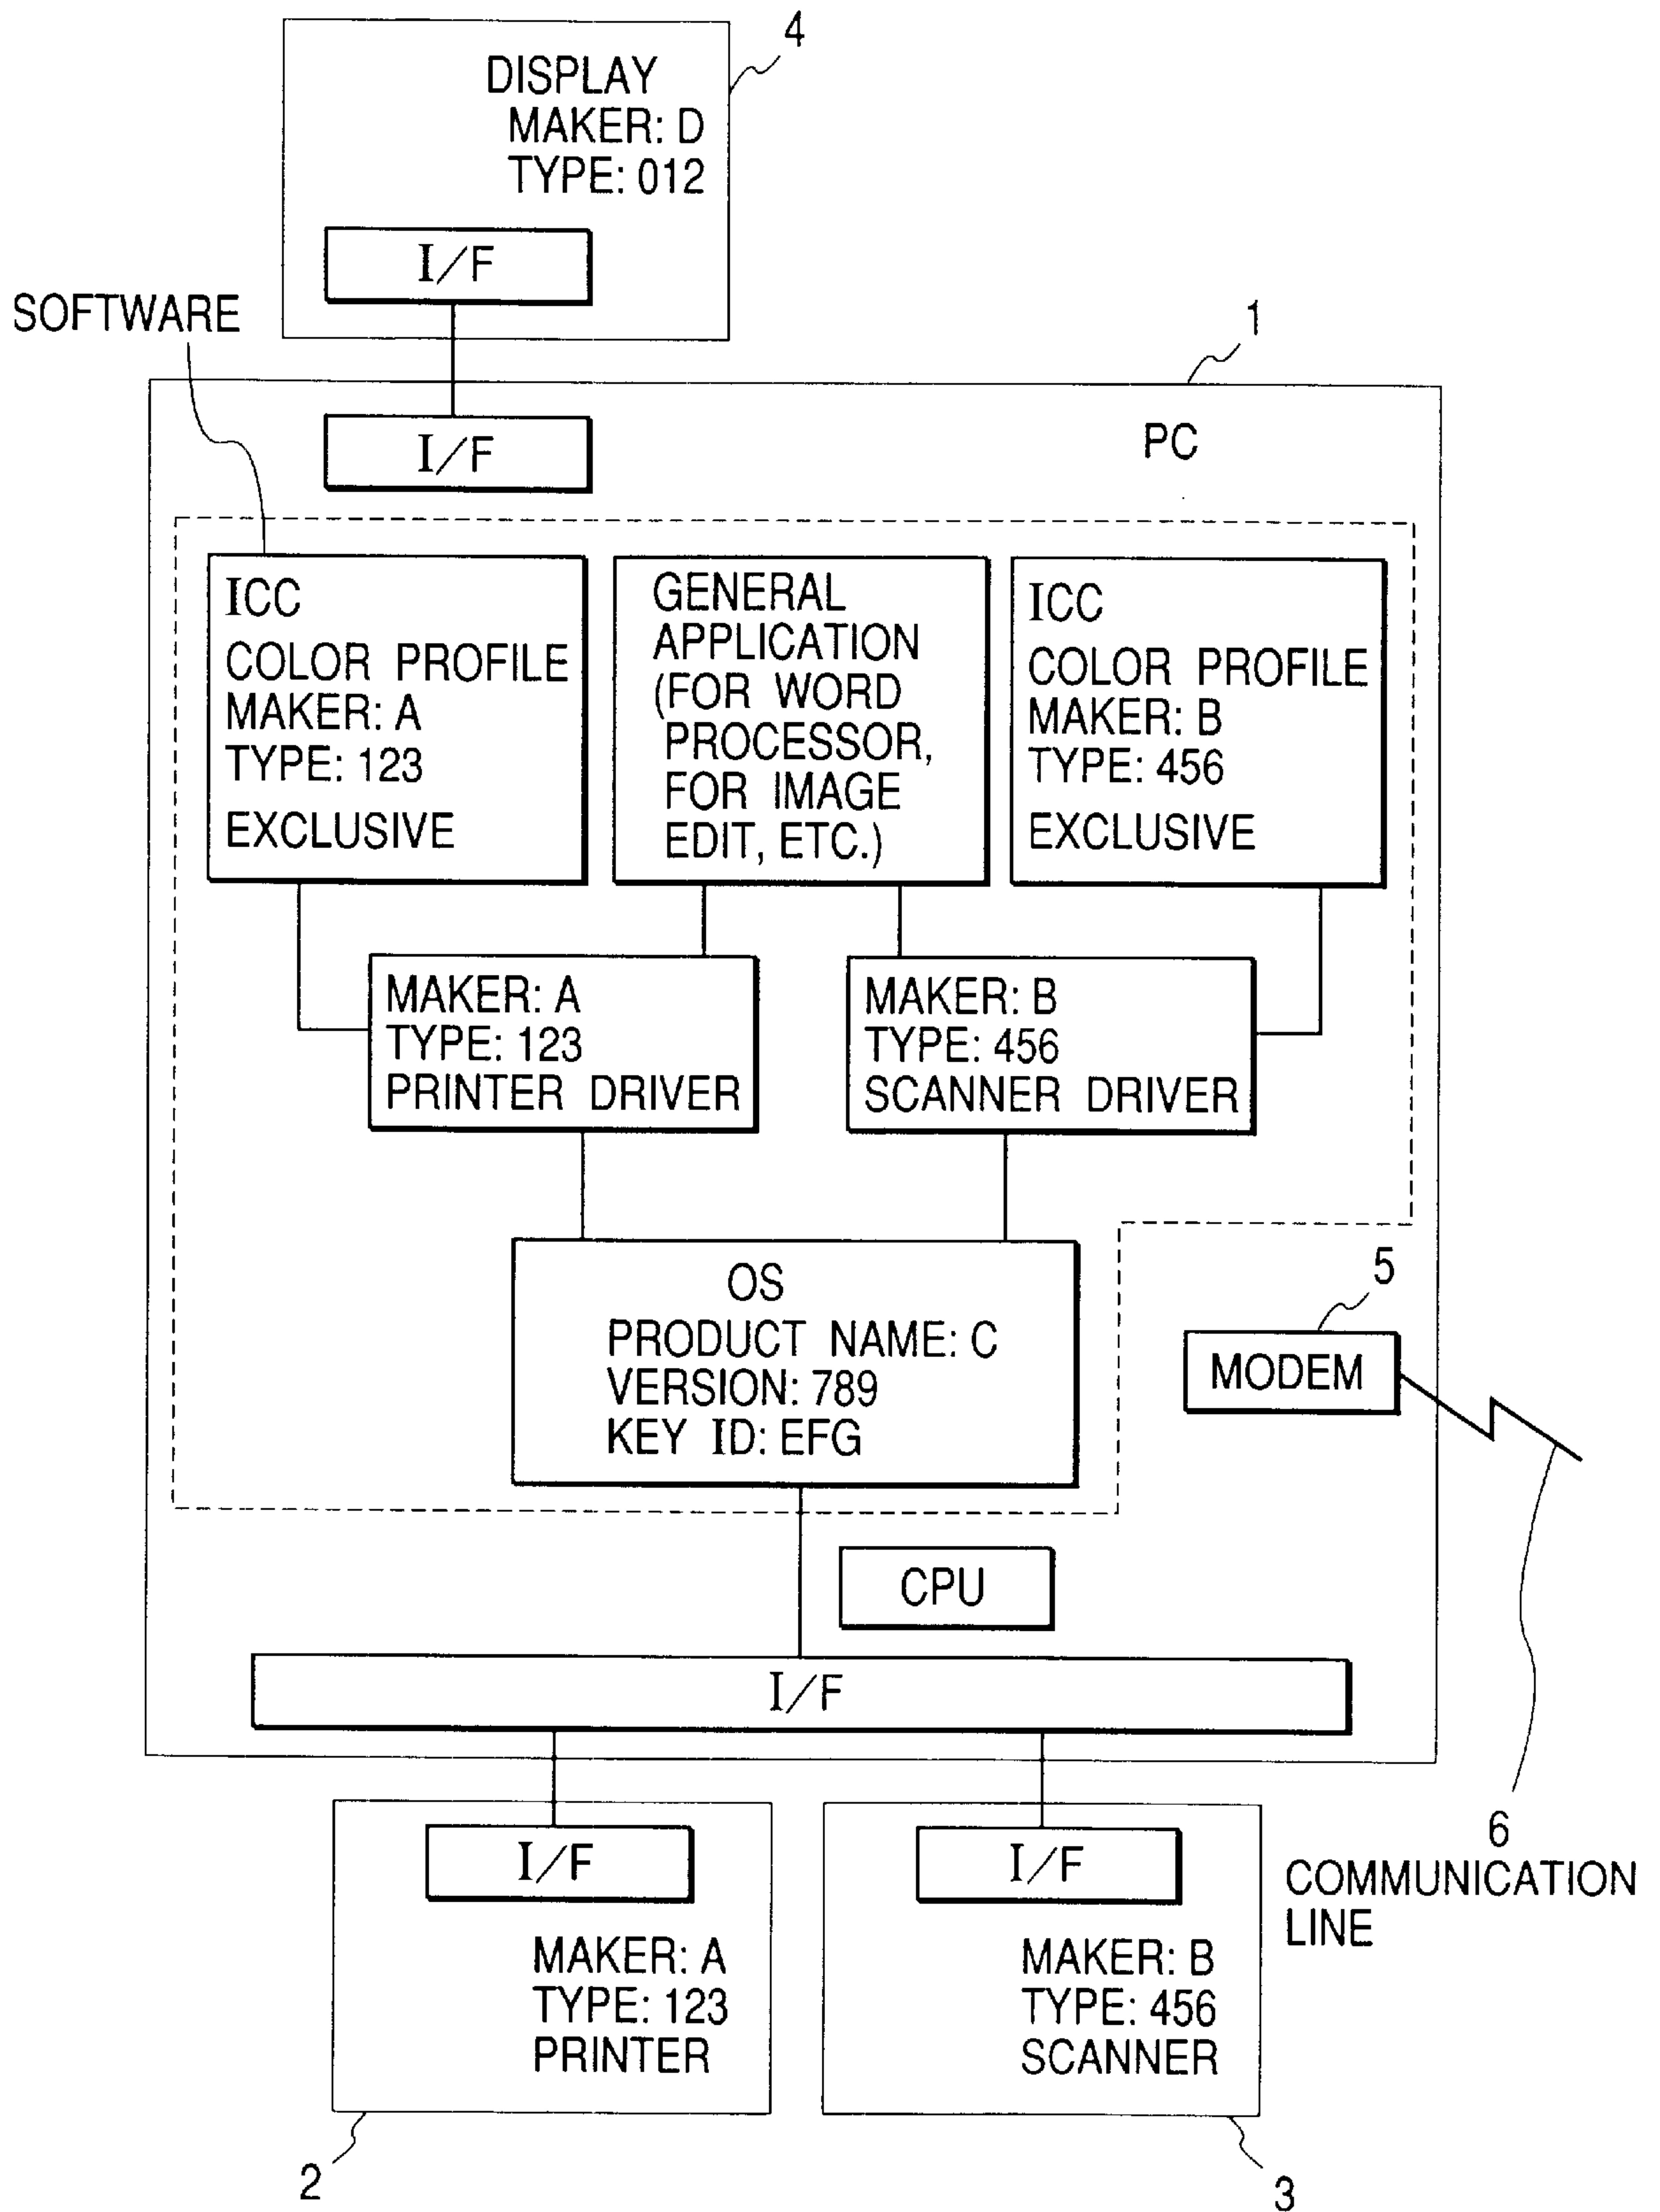 4
DISPLAY
MAKER: D
TYPE: 012
I/F
SOFTWARE
1
I/F
PC
ICC
COLOR PROFILE
MAKER: A
TYPE: 123
EXCLUSIVE
GENERAL
APPLICATION
(FOR WORD
PROCESSOR,
FOR IMAGE
EDIT, ETC.)
ICC
COLOR PROFILE
MAKER: B
TYPE: 456
EXCLUSIVE
MAKER: A
TYPE: 123
PRINTER DRIVER
MAKER: B
TYPE: 456
SCANNER DRIVER
OS
PRODUCT NAME: C
VERSION: 789
KEY ID: EFG
5
MODEM
CPU
I/F
6
COMMUNICATION
LINE
I/F
MAKER: A
TYPE: 123
PRINTER
I/F
MAKER: B
TYPE: 456
SCANNER
2
3